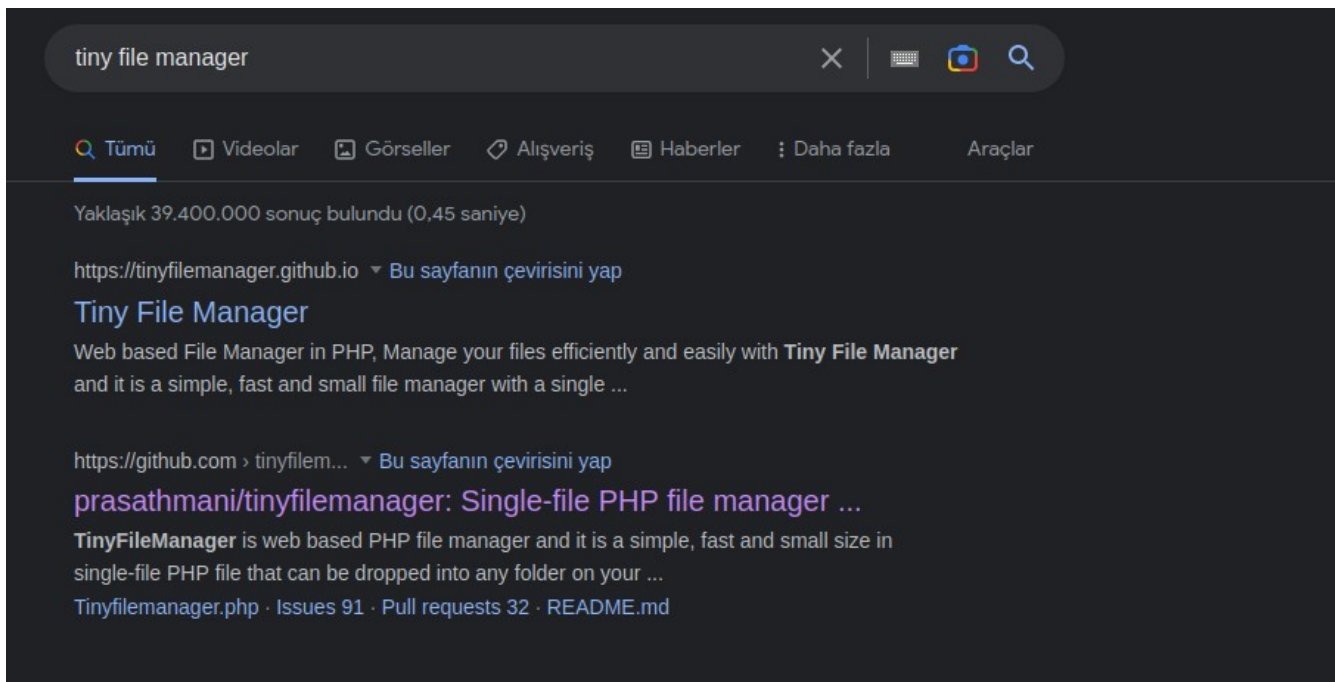 tiny file manager
Tümü Videolar Görseller Alışveriş Haberler Daha fazla Araçlar
Yaklaşık 39.400.000 sonuç bulundu (0,45 saniye)
https://tinyfilemanager.github.io Bu sayfanın çevirisini yap
Tiny File Manager
Web based File Manager in PHP, Manage your files efficiently and easily with Tiny File Manager
and it is a simple, fast and small file manager with a single ...
https://github.com › tinyfilem... Bu sayfanın çevirisini yap
prasathmani/tinyfilemanager: Single-file PHP file manager ...
TinyFileManager is web based PHP file manager and it is a simple, fast and small size in
single-file PHP file that can be dropped into any folder on your ...
Tinyfilemanager.php · Issues 91 · Pull requests 32 · README.md